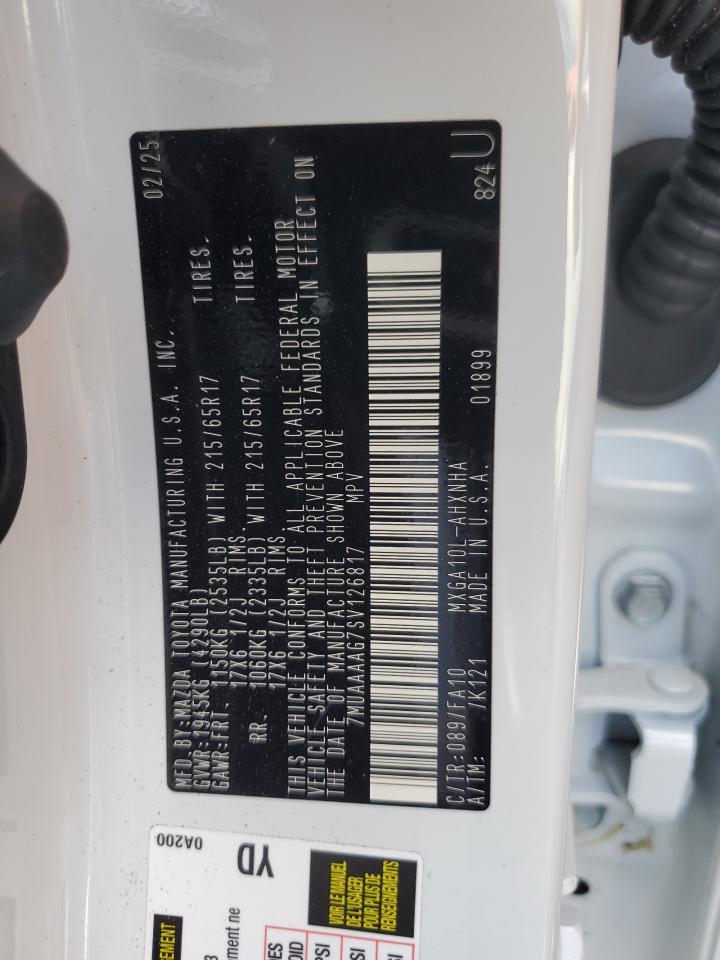 MFD.BY:MAZDA TOYOTA MANUFACTURING U.S.A. INC. 02/25
GVWR:1945KG (4290LB)
GAWR:FRT. 1150KG (2535LB) WITH 215/65R17 TIRES.
17X6 1/2J RIMS.
RR. 1060KG (2335LB) WITH 215/65R17 TIRES.
17X6 1/2J RIMS
THIS VEHICLE CONFORMS TO ALL APPLICABLE FEDERAL MOTOR
VEHICLE SAFETY AND THEFT PREVENTION STANDARDS IN EFFECT ON
THE DATE OF MANUFACTURE SHOWN ABOVE
7MUAAAAG7SV126817 MPV
C/TR:089/FA10 MXGA10L-AHXNHA 01899 824 U
A/TM: /K121 MADE IN U.S.A.
0A200
YD
VOIR LE MANUEL
DE L'USAGER
POUR PLUS DE
RENSEIGNEMENTS